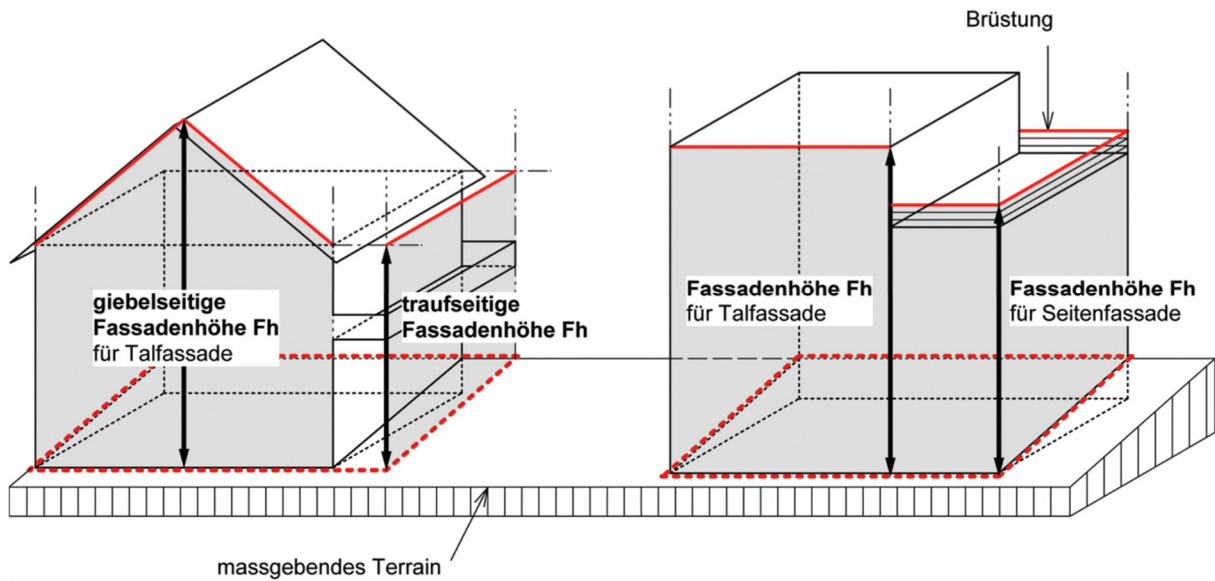 Brüstung
giebelseitige
Fassadenhöhe Fh
für Talfassade
traufseitige
Fassadenhöhe Fh
Fassadenhöhe Fh
für Talfassade
Fassadenhöhe Fh
für Seitenfassade
massgebendes Terrain